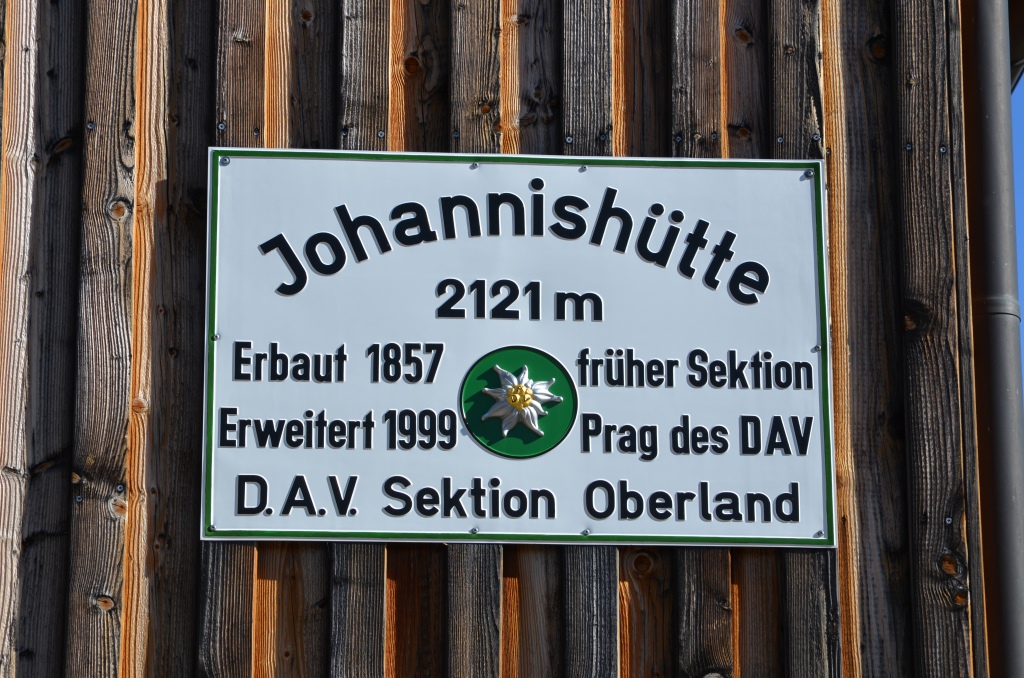 Johannishütte
2121 m
Erbaut 1857
früher Sektion
Erweitert 1999
Prag des DAV
D.A.V. Sektion Oberland